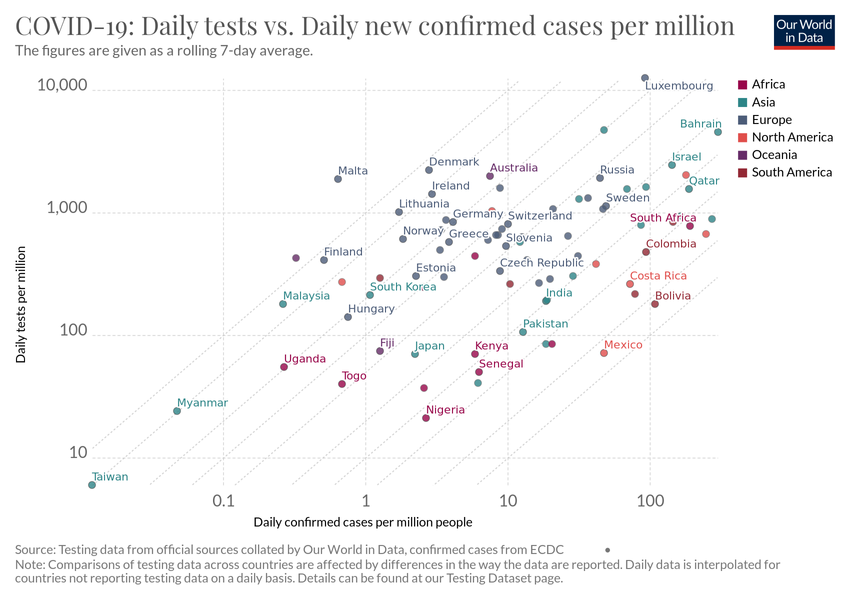 COVID-19: Daily tests vs. Daily new confirmed cases per million
The figures are given as a rolling 7-day average.
Our World
in Data
10,000
1,000
100
10
Daily tests per million
0.1
1
10
100
Daily confirmed cases per million people
Luxembourg
Bahrain
Malta
Denmark
Australia
Russia
Israel
Ireland
Qatar
Lithuania
Germany
Switzerland
Sweden
South Africa
Norway
Greece
Slovenia
Colombia
Finland
Estonia
Czech Republic
Costa Rica
Malaysia
South Korea
India
Bolivia
Hungary
Pakistan
Fiji
Japan
Kenya
Mexico
Uganda
Senegal
Togo
Myanmar
Nigeria
Taiwan
Africa
Asia
Europe
North America
Oceania
South America
Source: Testing data from official sources collated by Our World in Data, confirmed cases from ECDC
Note: Comparisons of testing data across countries are affected by differences in the way the data are reported. Daily data is interpolated for
countries not reporting testing data on a daily basis. Details can be found at our Testing Dataset page.